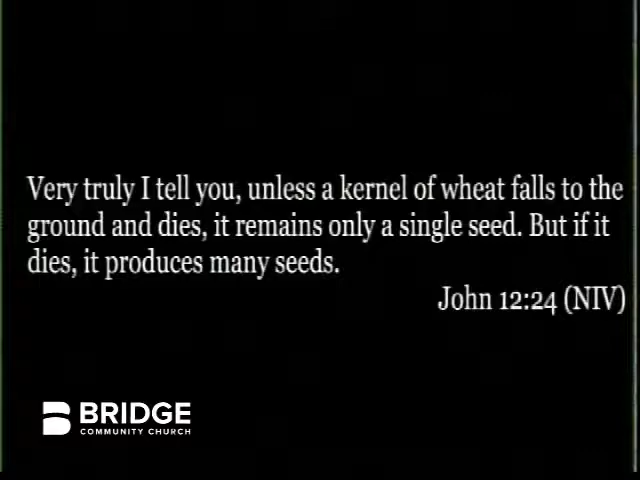 Very truly I tell you, unless a kernel of wheat falls to the
ground and dies, it remains only a single seed. But if it
dies, it produces many seeds.
John 12:24 (NIV)
BRIDGE
COMMUNITY CHURCH